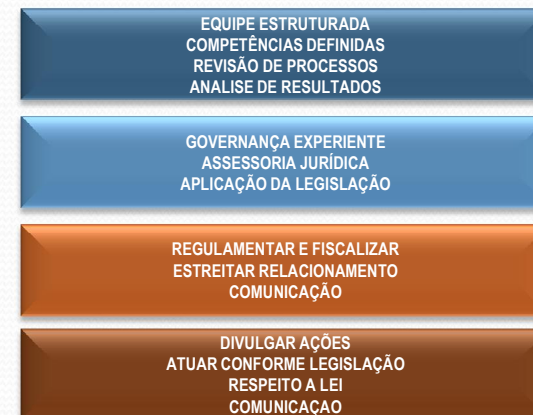 EQUIPE ESTRUTURADA
COMPETÊNCIAS DEFINIDAS
REVISÃO DE PROCESSOS
ANALISE DE RESULTADOS
GOVERNANÇA EXPERIENTE
ASSESSORIA JURÍDICA
APLICAÇÃO DA LEGISLAÇÃO
REGULAMENTAR E FISCALIZAR
ESTREITAR RELACIONAMENTO
COMUNICAÇÃO
DIVULGAR AÇÕES
ATUAR CONFORME LEGISLAÇÃO
RESPEITO A LEI
COMUNICAÇAO